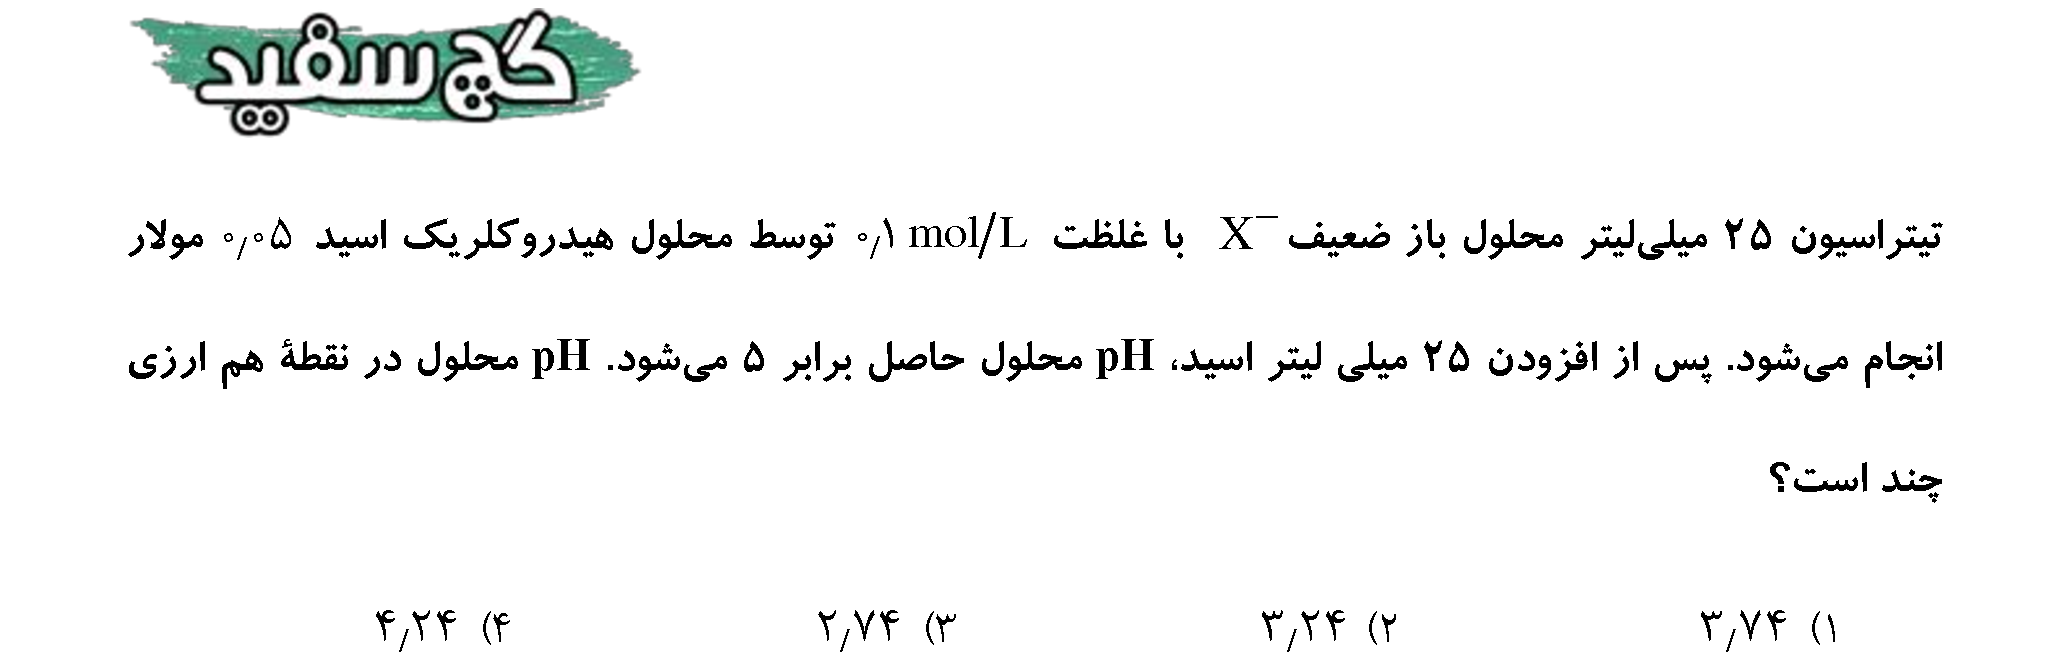 گچ سفید
تیتراسیون ۲۵ میلی‌لیتر محلول باز ضعیف X⁻ با غلظت ۰٫۱ mol/L توسط محلول هیدروکلریک اسید ۰٫۰۵ مولار
انجام می‌شود. پس از افزودن ۲۵ میلی لیتر اسید، pH محلول حاصل برابر ۵ می‌شود. pH محلول در نقطهٔ هم ارزی
چند است؟
۱) ۳٫۷۴ ۲) ۳٫۲۴ ۳) ۲٫۷۴ ۴) ۴٫۲۴